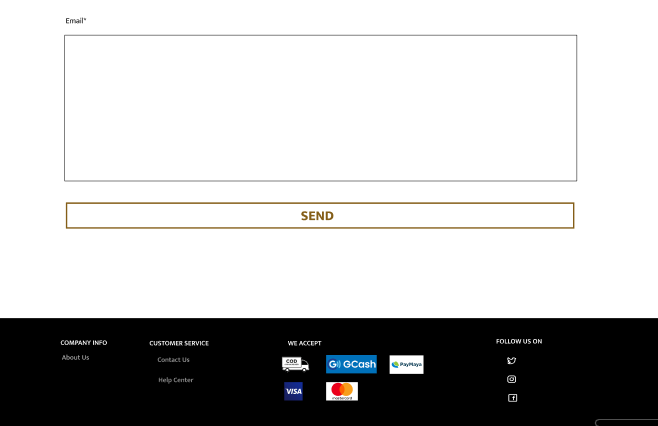 Email*
SEND
COMPANY INFO
About Us
CUSTOMER SERVICE
Contact Us
Help Center
WE ACCEPT
COD
G)) GCash
PayMaya
VISA
mastercard
FOLLOW US ON